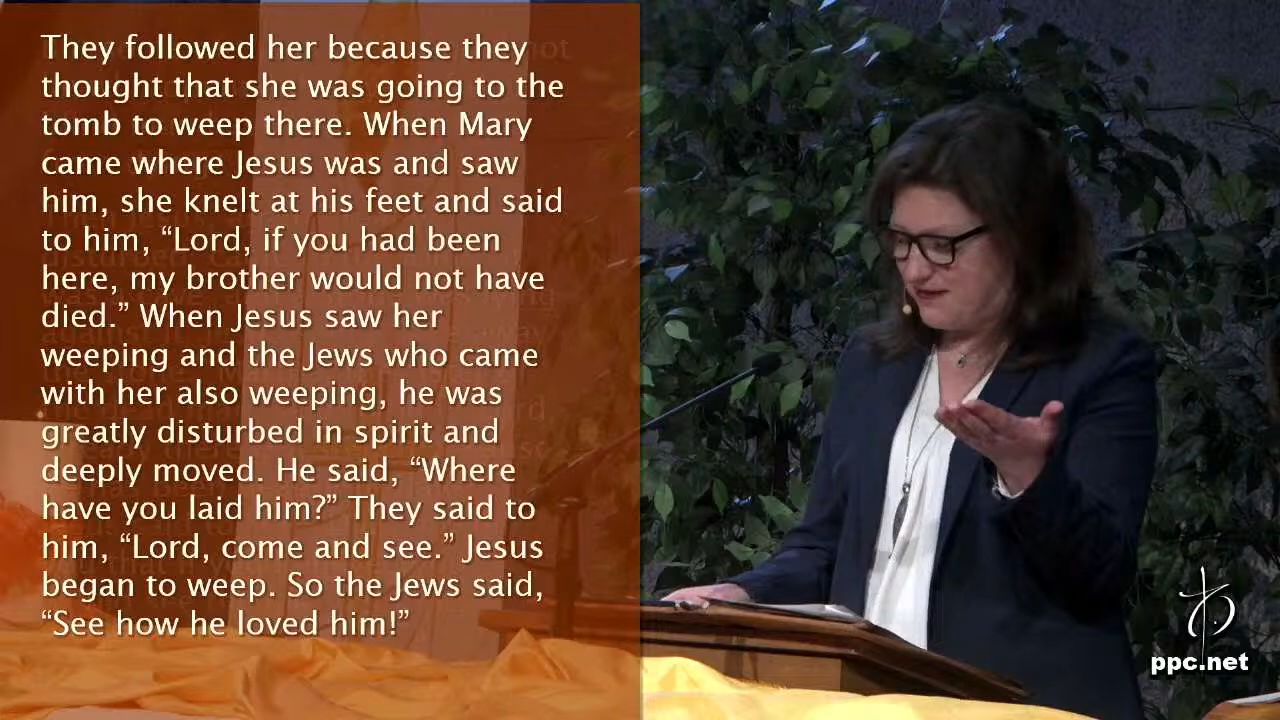 They followed her because they
thought that she was going to the
tomb to weep there. When Mary
came where Jesus was and saw
him, she knelt at his feet and said
to him, “Lord, if you had been
here, my brother would not have
died.” When Jesus saw her
weeping and the Jews who came
with her also weeping, he was
greatly disturbed in spirit and
deeply moved. He said, “Where
have you laid him?” They said to
him, “Lord, come and see.” Jesus
began to weep. So the Jews said,
“See how he loved him!”
ppc.net